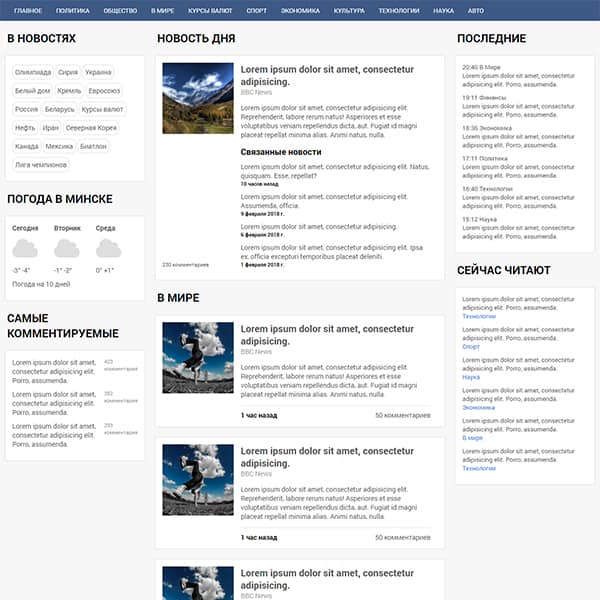 ГЛАВНОЕ ПОЛИТИКА ОБЩЕСТВО В МИРЕ КУРСЫ ВАЛЮТ СПОРТ ЭКОНОМИКА КУЛЬТУРА ТЕХНОЛОГИИ НАУКА АВТО
В НОВОСТЯХ
Олимпиада Сирия Украина
Белый дом Кремль Евросоюз
Россия Беларусь Курсы валют
Нефть Иран Северная Корея
Канада Мексика Биатлон
Лига чемпионов
ПОГОДА В МИНСКЕ
Сегодня Вторник Среда
-3° -4° -1° -2° 0° +1°
Погода на 10 дней
САМЫЕ
КОММЕНТИРУЕМЫЕ
Lorem ipsum dolor sit amet, 423
consectetur adipisicing elit. комментария
Porro, assumenda.
Lorem ipsum dolor sit amet, 352
consectetur adipisicing elit. комментария
Porro, assumenda.
Lorem ipsum dolor sit amet, 293
consectetur adipisicing elit. комментария
Porro, assumenda.
НОВОСТЬ ДНЯ
Lorem ipsum dolor sit amet, consectetur
adipisicing.
BBC News
Lorem ipsum dolor sit amet, consectetur adipisicing elit.
Reprehenderit, labore rerum natus! Asperiores et esse
voluptatibus veniam repellendus dicta, aut. Fugiat id magni
placeat repellat minima alias. Animi natus, nulla.
Связанные новости
Lorem ipsum dolor sit amet, consectetur adipisicing elit. Natus,
quisquam. Esse, repellat?
10 часов назад
Lorem ipsum dolor sit amet, consectetur adipisicing elit.
Assumenda, officia.
9 февраля 2018 г.
Lorem ipsum dolor sit amet, consectetur adipisicing.
6 февраля 2018 г.
Lorem ipsum dolor sit amet, consectetur adipisicing elit. Ipsa
ex, officia excepturi possimus placeat deleniti.
230 комментариев 1 февраля 2018 г.
В МИРЕ
Lorem ipsum dolor sit amet, consectetur
adipisicing.
BBC News
Lorem ipsum dolor sit amet, consectetur adipisicing elit.
Reprehenderit, labore rerum natus! Asperiores et esse
voluptatibus veniam repellendus dicta, aut. Fugiat id magni
placeat repellat minima alias. Animi natus, nulla.
1 час назад 50 комментариев
Lorem ipsum dolor sit amet, consectetur
adipisicing.
BBC News
Lorem ipsum dolor sit amet, consectetur adipisicing elit.
Reprehenderit, labore rerum natus! Asperiores et esse
voluptatibus veniam repellendus dicta, aut. Fugiat id magni
placeat repellat minima alias. Animi natus, nulla.
1 час назад 50 комментариев
Lorem ipsum dolor sit amet, consectetur
adipisicing.
BBC News
ПОСЛЕДНИЕ
20:40 В Мире
Lorem ipsum dolor sit amet, consectetur
adipisicing elit. Porro, assumenda.
19:11 Финансы
Lorem ipsum dolor sit amet, consectetur
adipisicing elit. Porro, assumenda.
18:36 Экономика
Lorem ipsum dolor sit amet, consectetur
adipisicing elit. Porro, assumenda.
17:11 Политика
Lorem ipsum dolor sit amet, consectetur
adipisicing elit. Porro, assumenda.
16:40 Технологии
Lorem ipsum dolor sit amet, consectetur
adipisicing elit. Porro, assumenda.
15:12 Наука
Lorem ipsum dolor sit amet, consectetur
adipisicing elit. Porro, assumenda.
СЕЙЧАС ЧИТАЮТ
Lorem ipsum dolor sit amet, consectetur
adipisicing elit. Porro, assumenda.
Технологии
Lorem ipsum dolor sit amet, consectetur
adipisicing elit. Porro, assumenda.
Спорт
Lorem ipsum dolor sit amet, consectetur
adipisicing elit. Porro, assumenda.
Наука
Lorem ipsum dolor sit amet, consectetur
adipisicing elit. Porro, assumenda.
Экономика
Lorem ipsum dolor sit amet, consectetur
adipisicing elit. Porro, assumenda.
В мире
Lorem ipsum dolor sit amet, consectetur
adipisicing elit. Porro, assumenda.
Технологии